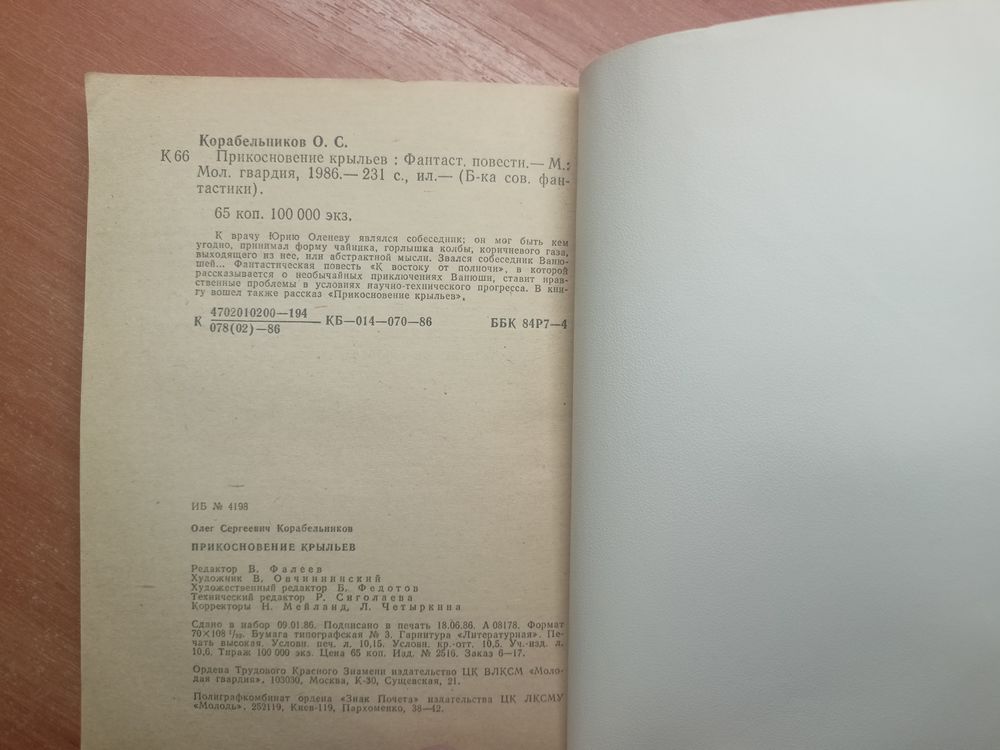 Корабельников О. С.
К 66 Прикосновение крыльев : Фантаст. повести.— М.:
Мол. гвардия, 1986.— 231 с., ил.— (Б-ка сов. фан-
тастики).
65 коп. 100 000 экз.
К врачу Юрию Оленеву являлся собеседник; он мог быть кем
угодно, принимал форму чайника, горлышка колбы, коричневого газа,
выходящего из нее, или абстрактной мысли. Звался собеседник Ваню-
шей... Фантастическая повесть «К востоку от полночи», в которой
рассказывается о необычайных приключениях Ванюши, ставит нрав-
ственные проблемы в условиях научно-технического прогресса. В кни-
гу вошел также рассказ «Прикосновение крыльев».
4702010200—194
К КБ—014—070—86 ББК 84Р7—4
078(02)—86
ИБ № 4198
Олег Сергеевич Корабельников
ПРИКОСНОВЕНИЕ КРЫЛЬЕВ
Редактор В. Фалеев
Художник В. Овчининский
Художественный редактор Б. Федотов
Технический редактор Р. Сиголаева
Корректоры Н. Мейланд, Л. Четыркина
Сдано в набор 09.01.86. Подписано в печать 18.06.86. А 08178. Формат
70×108 1/32. Бумага типографская № 3. Гарнитура «Литературная». Пе-
чать высокая. Условн. печ. л. 10,15. Условн. кр.-отт. 10,5. Уч.-изд. л.
10,6. Тираж 100 000 экз. Цена 65 коп. Изд. № 2516. Заказ 6—17.
Ордена Трудового Красного Знамени издательство ЦК ВЛКСМ «Моло-
дая гвардия», 103030, Москва, К-30, Сущевская, 21.
Полиграфкомбинат ордена «Знак Почета» издательства ЦК ЛКСМУ
«Молодь», 252119, Киев-119, Пархоменко, 38—42.